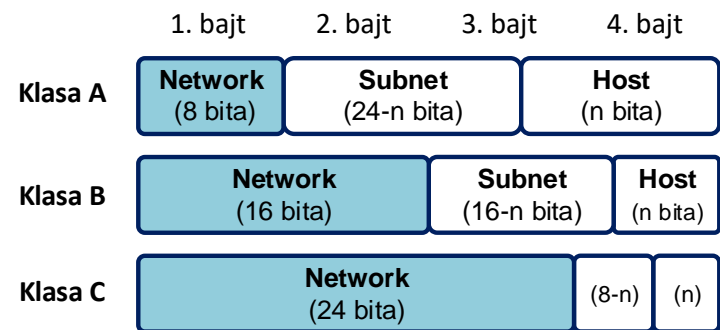 1. bajt 2. bajt 3. bajt 4. bajt
Klasa A
Network Subnet Host
(8 bita) (24-n bita) (n bita)
Klasa B
Network Subnet Host
(16 bita) (16-n bita) (n bita)
Klasa C
Network
(24 bita) (8-n) (n)